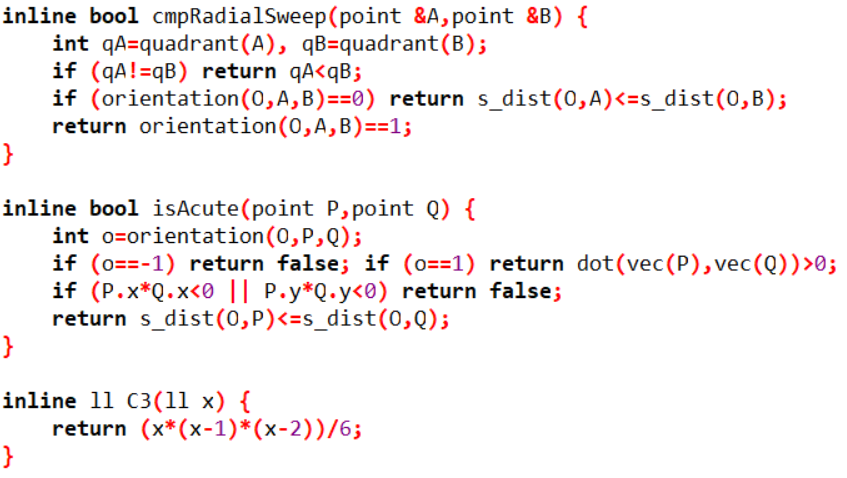 inline bool cmpRadialSweep(point &A,point &B) {
    int qA=quadrant(A), qB=quadrant(B);
    if (qA!=qB) return qA<qB;
    if (orientation(O,A,B)==0) return s_dist(O,A)<=s_dist(O,B);
    return orientation(O,A,B)==1;
}

inline bool isAcute(point P,point Q) {
    int o=orientation(O,P,Q);
    if (o==-1) return false; if (o==1) return dot(vec(P),vec(Q))>0;
    if (P.x*Q.x<0 || P.y*Q.y<0) return false;
    return s_dist(O,P)<=s_dist(O,Q);
}

inline ll C3(ll x) {
    return (x*(x-1)*(x-2))/6;
}